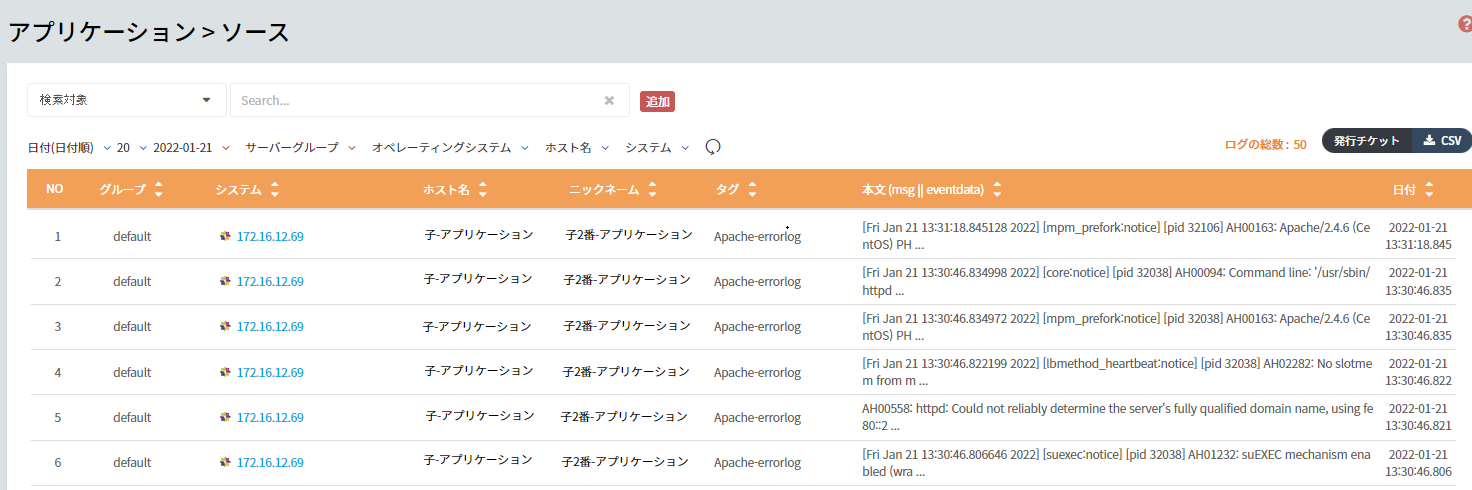 アプリケーション > ソース
?
検索対象 Search... 追加
日付(日付順) 20 2022-01-21 サーバーグループ オペレーティングシステム ホスト名 システム ログの総数 : 50 発行チケット CSV
NO グループ システム ホスト名 ニックネーム タグ 本文 (msg || eventdata) 日付
1 default 172.16.12.69 子-アプリケーション 子2番-アプリケーション Apache-errorlog [Fri Jan 21 13:31:18.845128 2022] [mpm_prefork:notice] [pid 32106] AH00163: Apache/2.4.6 (Ce 2022-01-21
ntOS) PH ... 13:31:18.845
2 default 172.16.12.69 子-アプリケーション 子2番-アプリケーション Apache-errorlog [Fri Jan 21 13:30:46.834998 2022] [core:notice] [pid 32038] AH00094: Command line: '/usr/sbin/ 2022-01-21
httpd ... 13:30:46.835
3 default 172.16.12.69 子-アプリケーション 子2番-アプリケーション Apache-errorlog [Fri Jan 21 13:30:46.834972 2022] [mpm_prefork:notice] [pid 32038] AH00163: Apache/2.4.6 (Ce 2022-01-21
ntOS) PH ... 13:30:46.835
4 default 172.16.12.69 子-アプリケーション 子2番-アプリケーション Apache-errorlog [Fri Jan 21 13:30:46.822199 2022] [lbmethod_heartbeat:notice] [pid 32038] AH02282: No slotme 2022-01-21
m from m ... 13:30:46.822
5 default 172.16.12.69 子-アプリケーション 子2番-アプリケーション Apache-errorlog AH00558: httpd: Could not reliably determine the server's fully qualified domain name, using fe 2022-01-21
80::2 ... 13:30:46.821
6 default 172.16.12.69 子-アプリケーション 子2番-アプリケーション Apache-errorlog [Fri Jan 21 13:30:46.806646 2022] [suexec:notice] [pid 32038] AH01232: suEXEC mechanism ena 2022-01-21
bled (wra ... 13:30:46.806